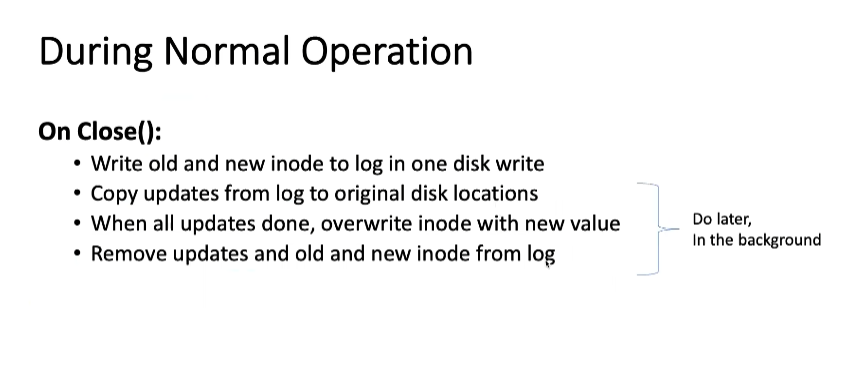 During Normal Operation
On Close():
• Write old and new inode to log in one disk write
• Copy updates from log to original disk locations
• When all updates done, overwrite inode with new value
• Remove updates and old and new inode from log
Do later,
In the background